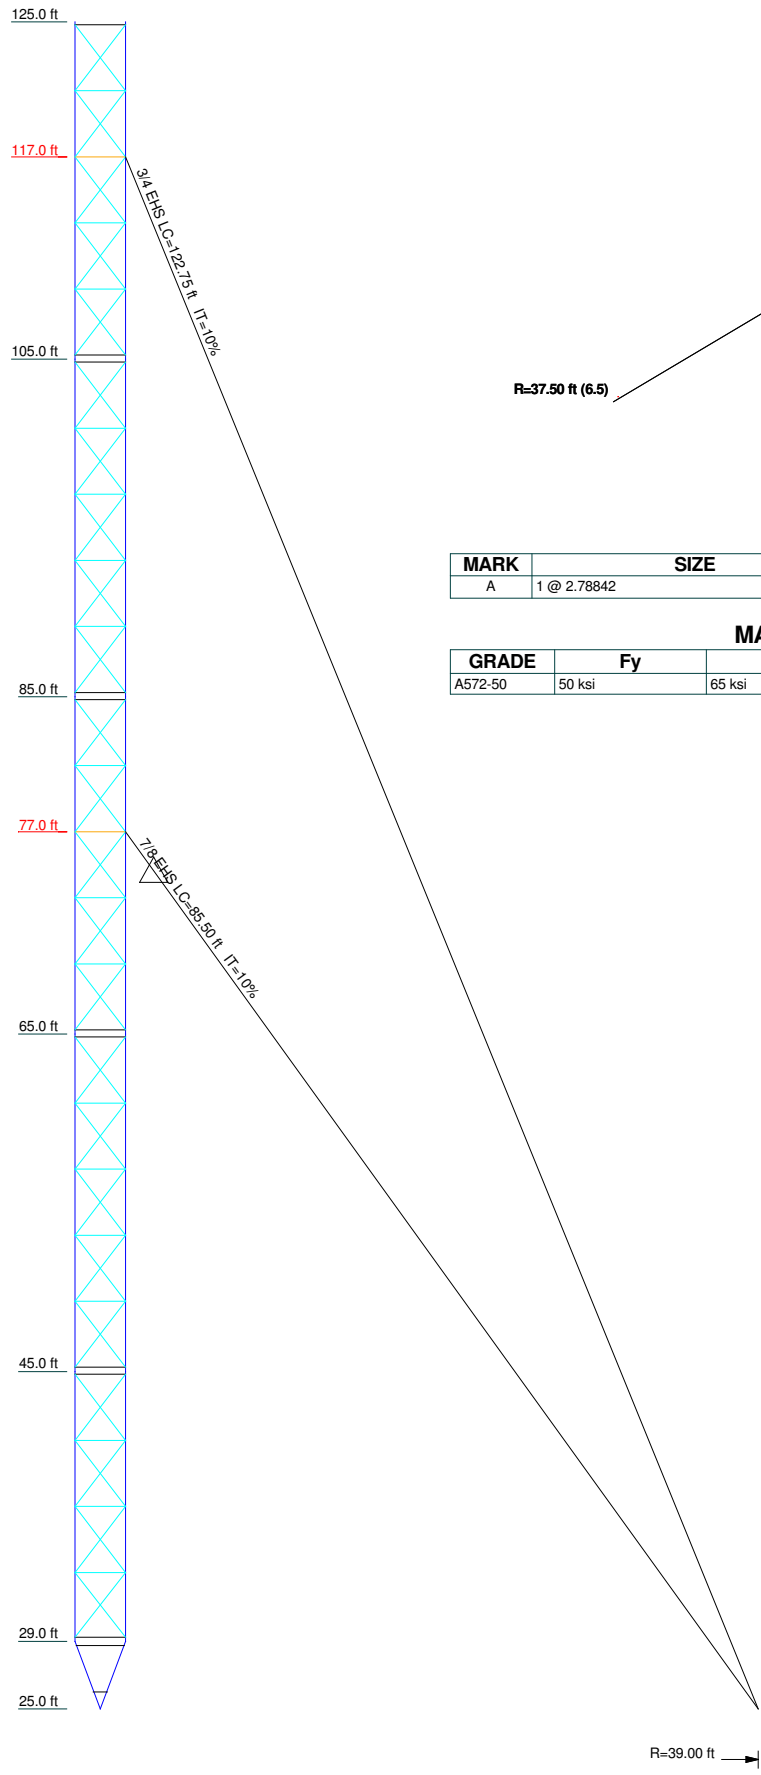 125.0 ft
117.0 ft
3/4 EHS LC=122.75 ft IT=10%
105.0 ft
R=37.50 ft (6.5)
MARK SIZE
A 1 @ 2.78842
MA
GRADE Fy
A572-50 50 ksi 65 ksi
85.0 ft
77.0 ft
7/8 EHS LC=85.50 ft IT=10%
65.0 ft
45.0 ft
29.0 ft
25.0 ft
R=39.00 ft